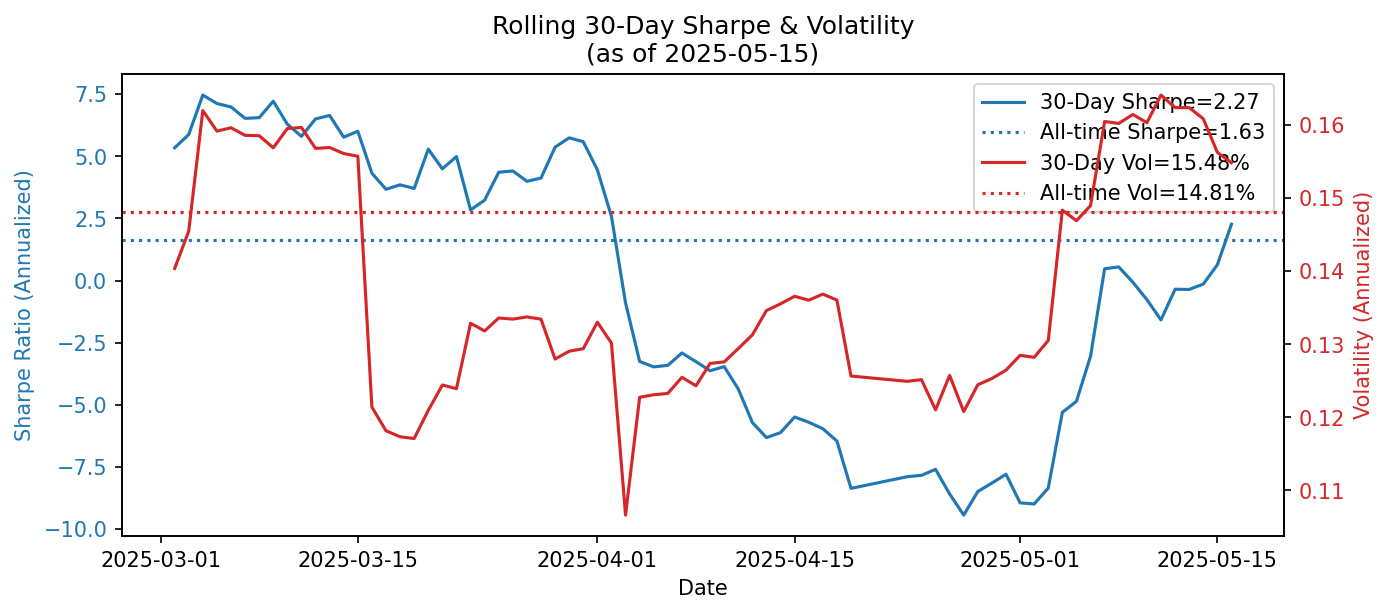 Rolling 30-Day Sharpe & Volatility
(as of 2025-05-15)
30-Day Sharpe=2.27
All-time Sharpe=1.63
30-Day Vol=15.48%
All-time Vol=14.81%
Sharpe Ratio (Annualized)
7.5
5.0
2.5
0.0
−2.5
−5.0
−7.5
−10.0
Volatility (Annualized)
0.16
0.15
0.14
0.13
0.12
0.11
2025-03-01 2025-03-15 2025-04-01 2025-04-15 2025-05-01 2025-05-15
Date